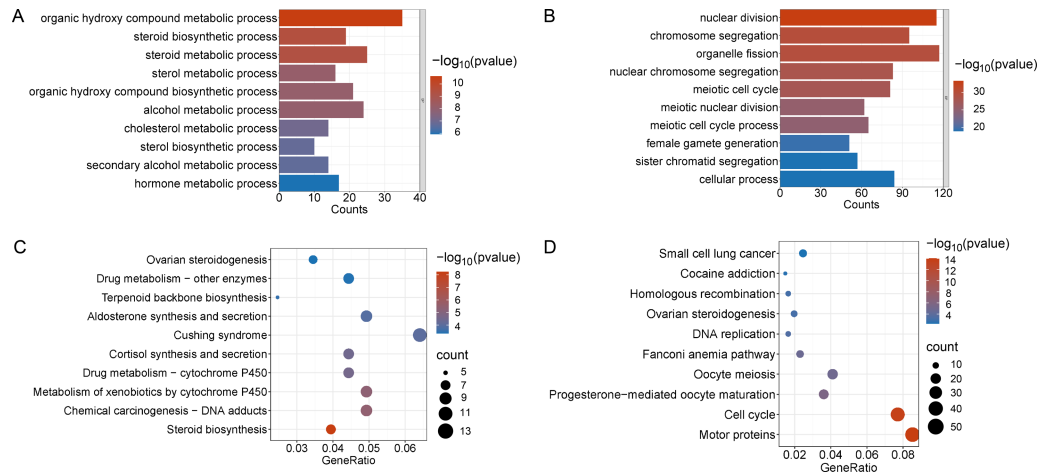 A
organic hydroxy compound metabolic process
steroid biosynthetic process
steroid metabolic process
sterol metabolic process
organic hydroxy compound biosynthetic process
alcohol metabolic process
cholesterol metabolic process
sterol biosynthetic process
secondary alcohol metabolic process
hormone metabolic process
0 10 20 30 40
Counts
−log10(pvalue)
10
9
8
7
6
B
nuclear division
chromosome segregation
organelle fission
nuclear chromosome segregation
meiotic cell cycle
meiotic nuclear division
meiotic cell cycle process
female gamete generation
sister chromatid segregation
cellular process
0 30 60 90 120
Counts
−log10(pvalue)
30
25
20
C
Ovarian steroidogenesis
Drug metabolism − other enzymes
Terpenoid backbone biosynthesis
Aldosterone synthesis and secretion
Cushing syndrome
Cortisol synthesis and secretion
Drug metabolism − cytochrome P450
Metabolism of xenobiotics by cytochrome P450
Chemical carcinogenesis − DNA adducts
Steroid biosynthesis
0.03 0.04 0.05 0.06
GeneRatio
−log10(pvalue)
8
7
6
5
4
count
5
7
9
11
13
D
Small cell lung cancer
Cocaine addiction
Homologous recombination
Ovarian steroidogenesis
DNA replication
Fanconi anemia pathway
Oocyte meiosis
Progesterone−mediated oocyte maturation
Cell cycle
Motor proteins
0.02 0.04 0.06 0.08
GeneRatio
−log10(pvalue)
14
12
10
8
6
4
count
10
20
30
40
50